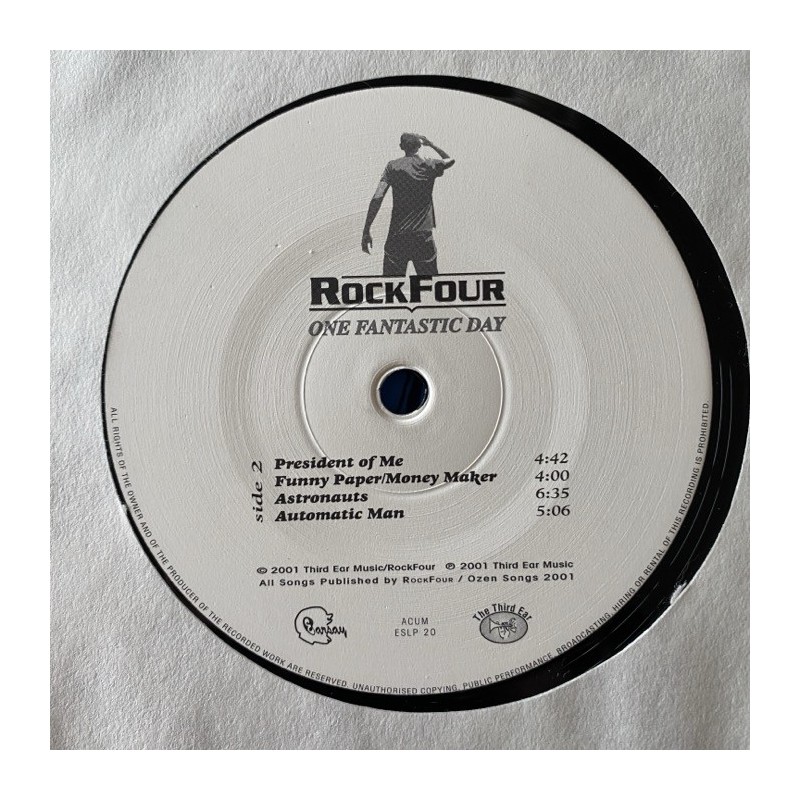 ROCKFOUR
ONE FANTASTIC DAY
side 2
President of Me 4:42
Funny Paper/Money Maker 4:00
Astronauts 6:35
Automatic Man 5:06
© 2001 Third Ear Music/RockFour ℗ 2001 Third Ear Music
All Songs Published by ROCKFOUR / Ozen Songs 2001
Earsay
ACUM
ESLP 20
The Third Ear
ALL RIGHTS OF THE OWNER AND OF THE PRODUCER OF THE RECORDED WORK ARE RESERVED. UNAUTHORISED COPYING, PUBLIC PERFORMANCE, BROADCASTING, HIRING OR RENTAL OF THIS RECORDING IS PROHIBITED.